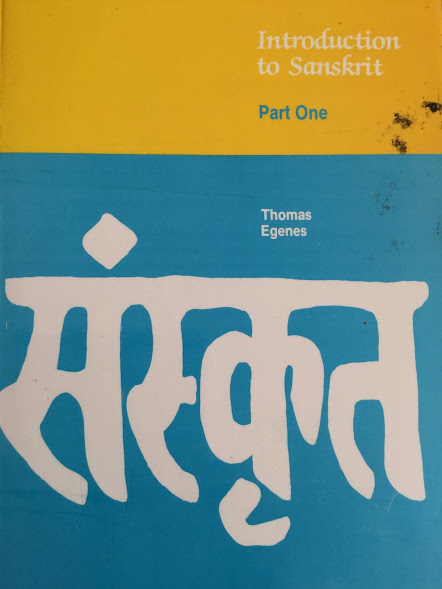 Introduction
to Sanskrit
Part One
Thomas
Egenes
संस्कृत